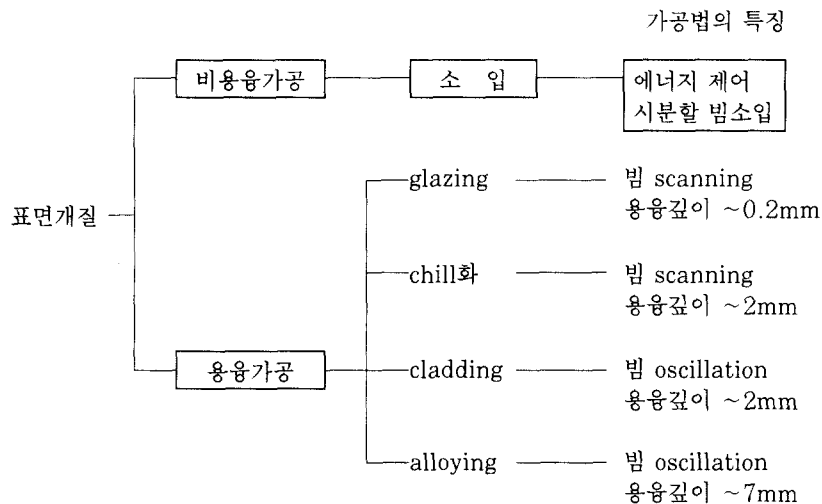 가공법의 특징
비용융가공
소 입
에너지 제어
시분할 빔소입
glazing
빔 scanning
용융깊이 ~0.2mm
표면개질
chill화
빔 scanning
용융깊이 ~2mm
용융가공
cladding
빔 oscillation
용융깊이 ~2mm
alloying
빔 oscillation
용융깊이 ~7mm